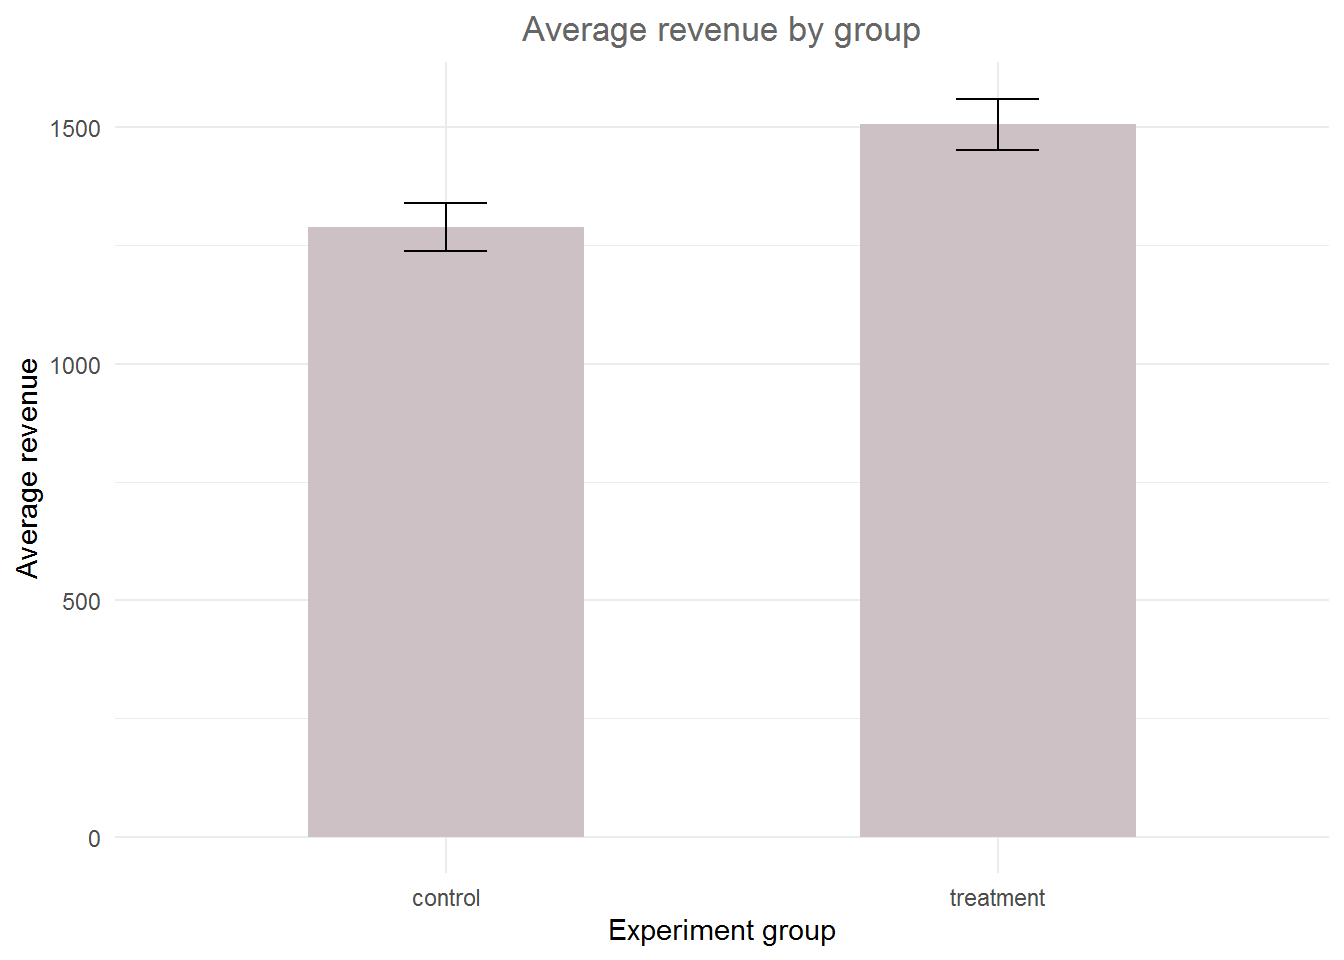 Average revenue by group
Average revenue
1500
1000
500
0
control
treatment
Experiment group